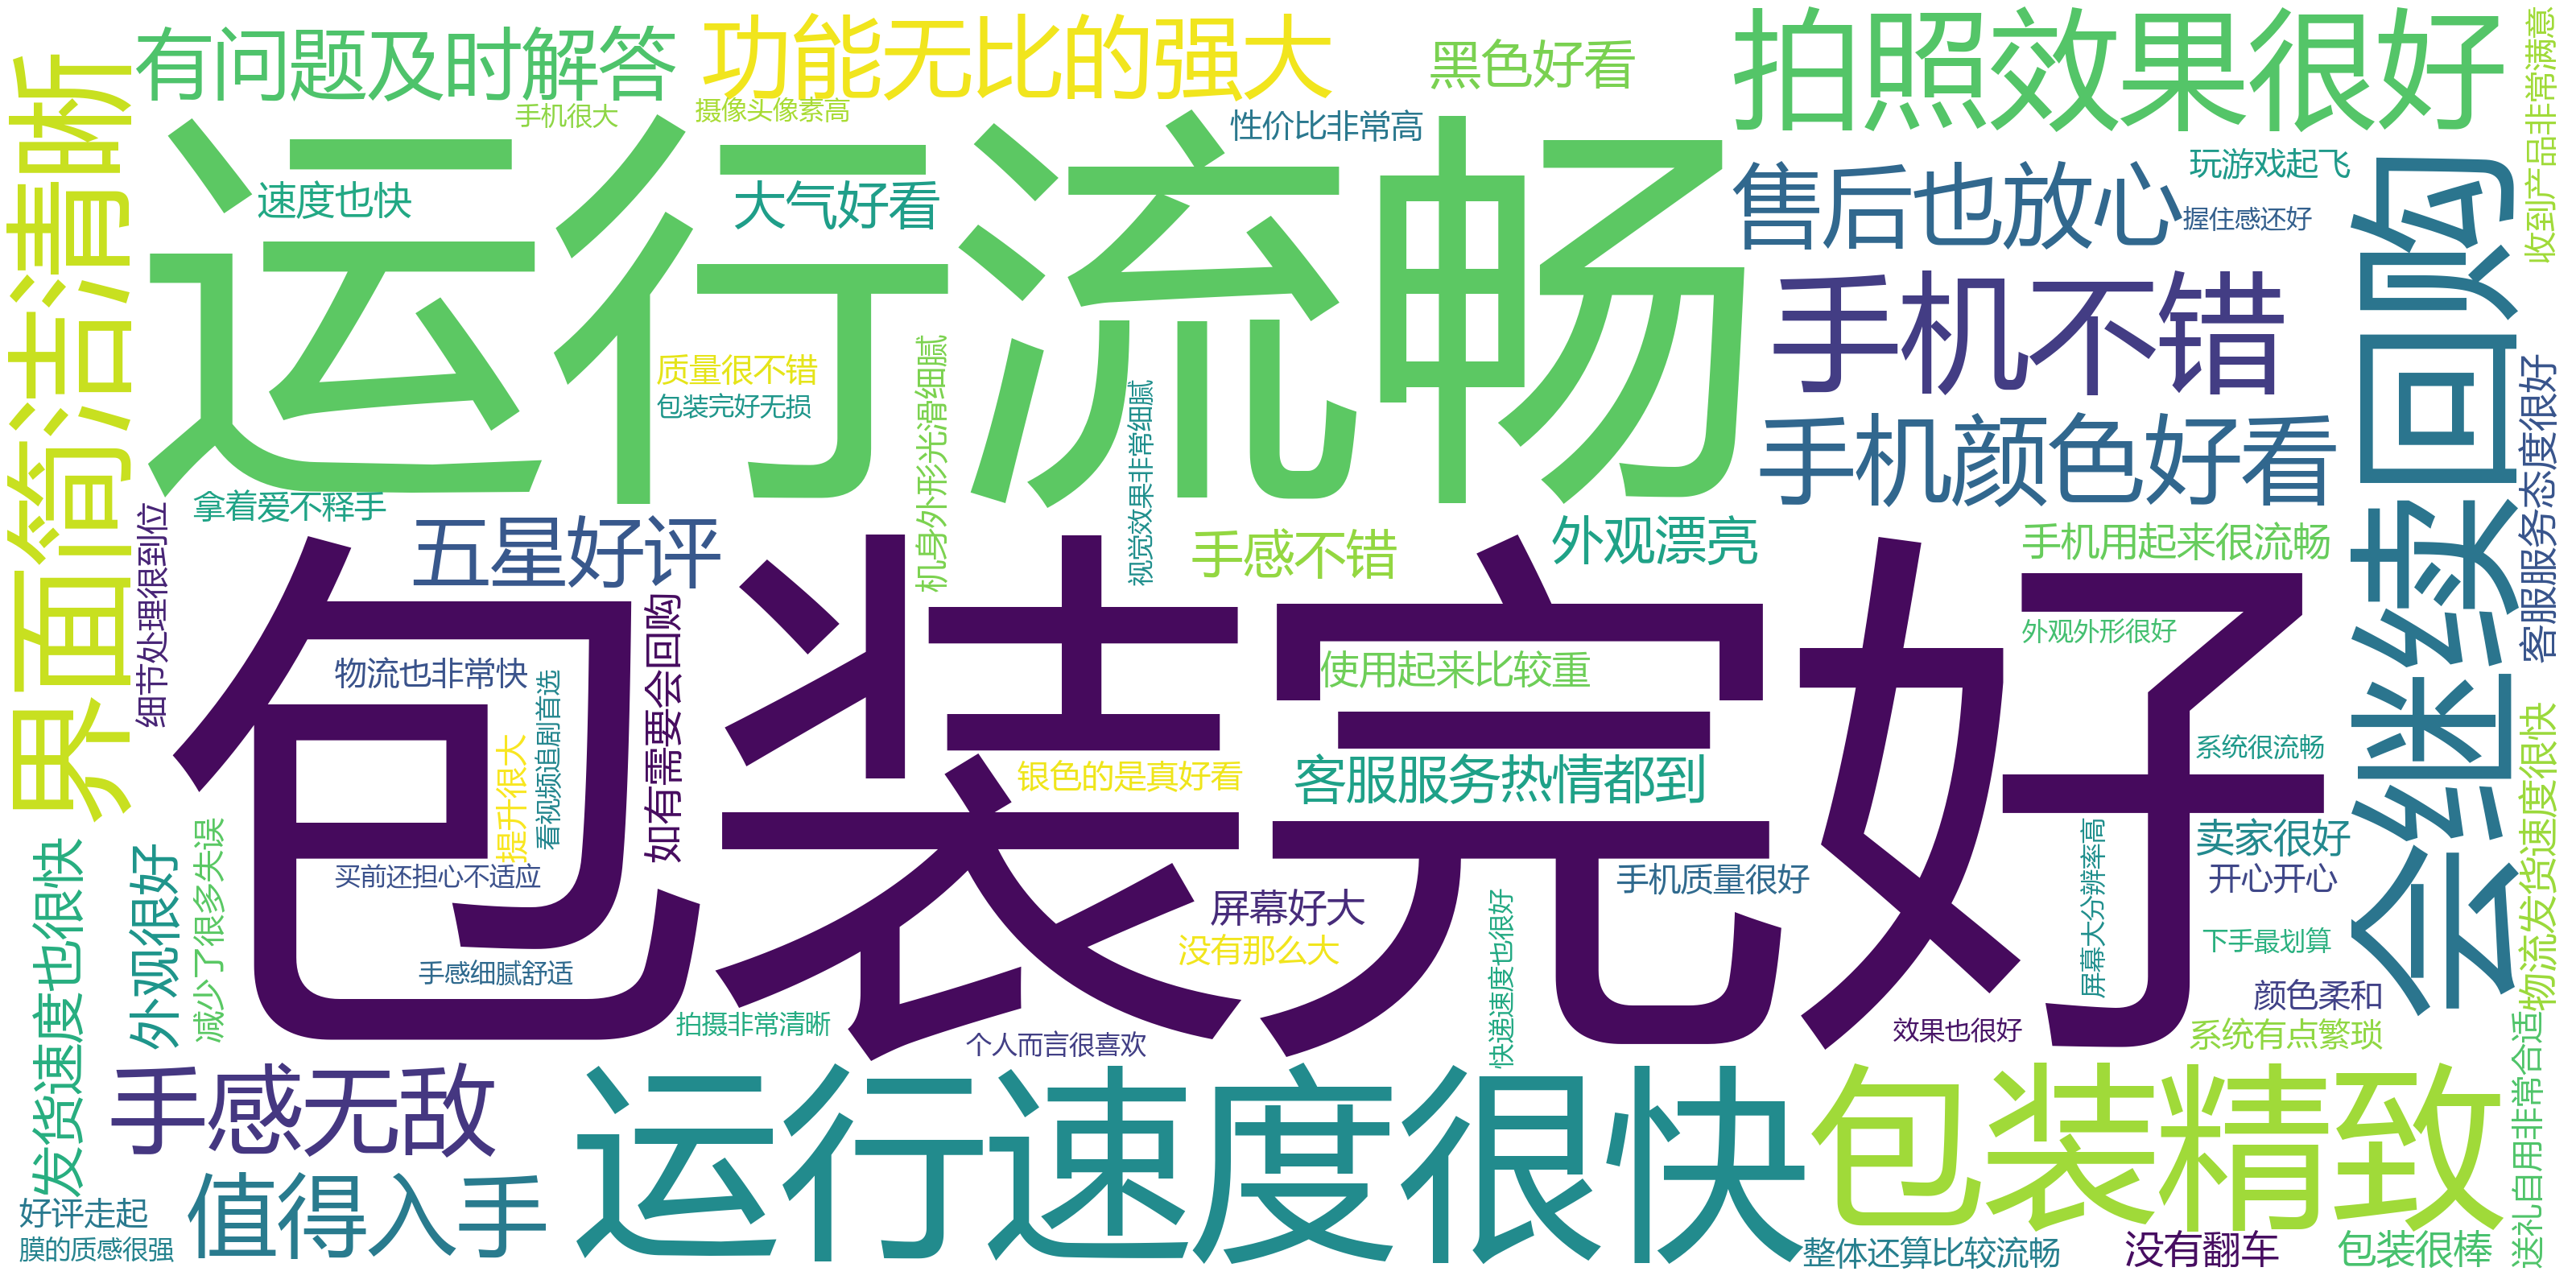 有问题及时解答
功能无比的强大
黑色好看
拍照效果很好
收到产品非常满意
手机很大
摄像头像素高
性价比非常高
界面简洁清晰
运行流畅
速度也快
大气好看
售后也放心
玩游戏起飞
握住感还好
会继续回购
手机不错
质量很不错
包装完好无损
机身外形光滑细腻
视觉效果非常细腻
手机颜色好看
客服服务态度很好
拿着爱不释手
细节处理很到位
五星好评
手感不错
外观漂亮
手机用起来很流畅
包装完好
外观外形很好
物流也非常快
看视频追剧首选
提升很大
如有需要会回购
使用起来比较重
银色的是真好看
客服服务热情都到
系统很流畅
物流发货速度很快
发货速度也很快
外观很好
减少了很多失误
买前还担心不适应
手机质量很好
屏幕大分辨率高
卖家很好
开心开心
屏幕好大
没有那么大
快递速度也很好
下手最划算
手感细腻舒适
颜色柔和
拍摄非常清晰
个人而言很喜欢
效果也很好
系统有点繁琐
送礼自用非常合适
手感无敌
运行速度很快
包装精致
值得入手
好评走起
膜的质感很强
整体还算比较流畅
没有翻车
包装很棒